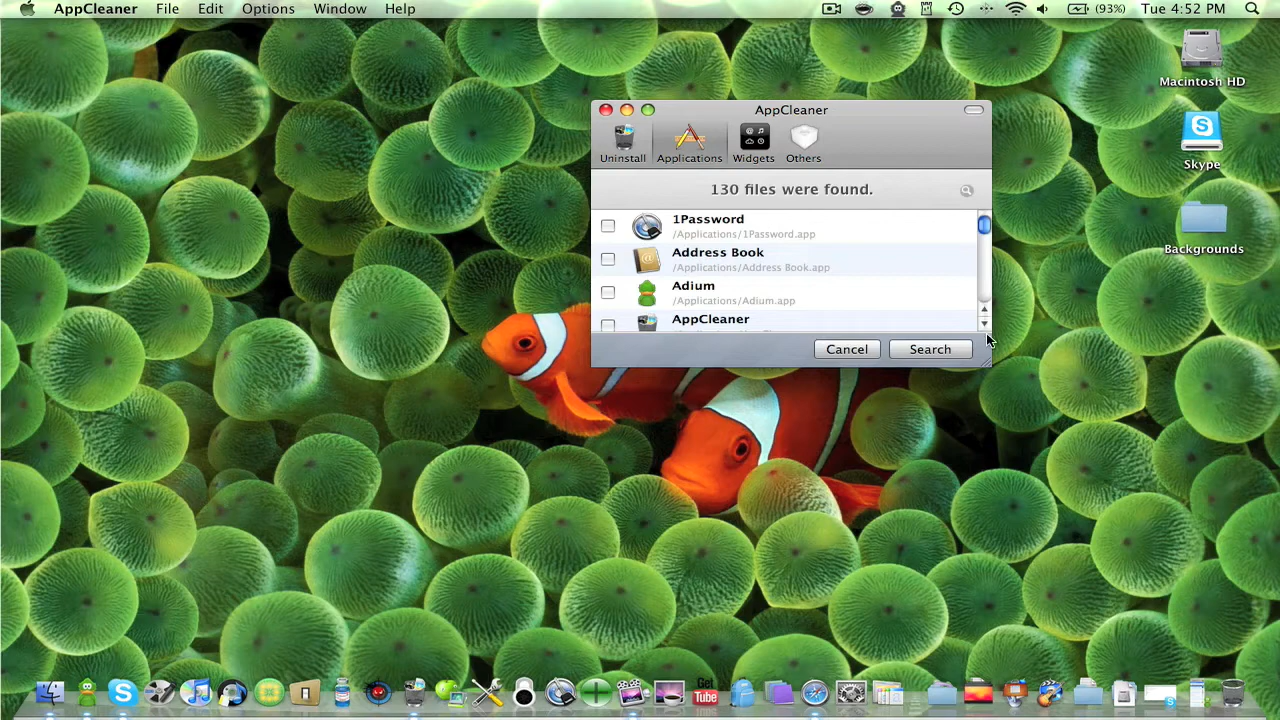 AppCleaner File Edit Options Window Help (93%) Tue 4:52 PM
Macintosh HD
Skype
Backgrounds
AppCleaner
Uninstall Applications Widgets Others
130 files were found.
1Password
/Applications/1Password.app
Address Book
/Applications/Address Book.app
Adium
/Applications/Adium.app
AppCleaner
Cancel Search
Get
Tube